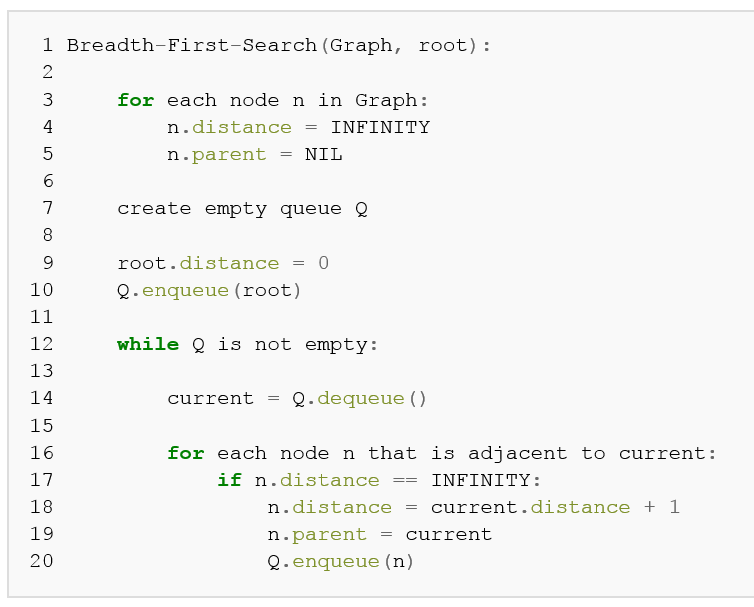 1 Breadth-First-Search(Graph, root):
2
3     for each node n in Graph:
4         n.distance = INFINITY
5         n.parent = NIL
6
7     create empty queue Q
8
9     root.distance = 0
10     Q.enqueue(root)
11
12     while Q is not empty:
13
14         current = Q.dequeue()
15
16         for each node n that is adjacent to current:
17             if n.distance == INFINITY:
18                 n.distance = current.distance + 1
19                 n.parent = current
20                 Q.enqueue(n)